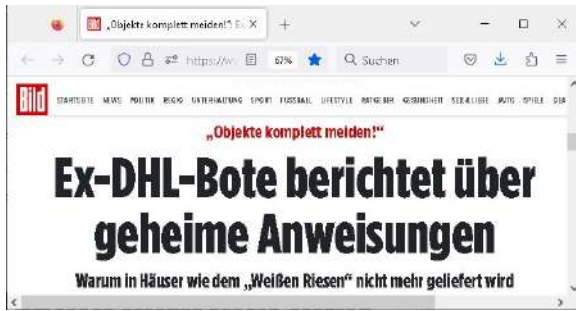 „Objekte komplett meiden!“: Ex
https://w
67%
Suchen
Bild
STARTSEITE NEWS POLITIK REGIO UNTERHALTUNG SPORT FUSSBALL LIFESTYLE RATGEBER GESUNDHEIT SEX & LIEBE AUTO SPIELE
„Objekte komplett meiden!“
Ex-DHL-Bote berichtet über
geheime Anweisungen
Warum in Häuser wie dem „Weißen Riesen“ nicht mehr geliefert wird